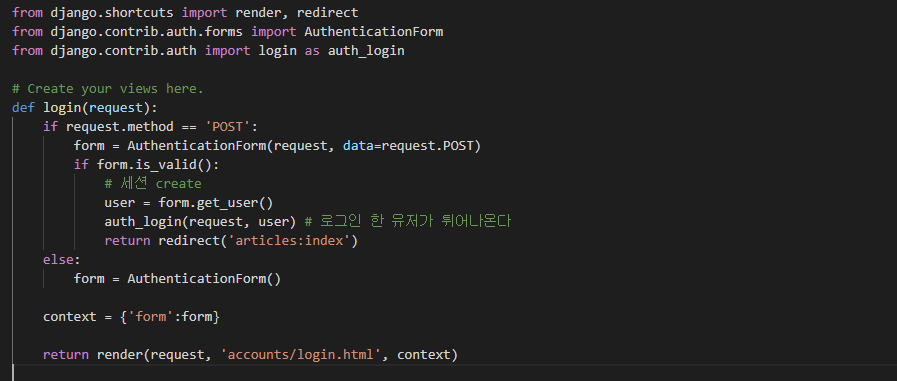 from django.shortcuts import render, redirect
from django.contrib.auth.forms import AuthenticationForm
from django.contrib.auth import login as auth_login
# Create your views here.
def login(request):
    if request.method == 'POST':
        form = AuthenticationForm(request, data=request.POST)
        if form.is_valid():
            # 세션 create
            user = form.get_user()
            auth_login(request, user) # 로그인 한 유저가 튀어나온다
            return redirect('articles:index')
    else:
        form = AuthenticationForm()
    context = {'form':form}
    return render(request, 'accounts/login.html', context)